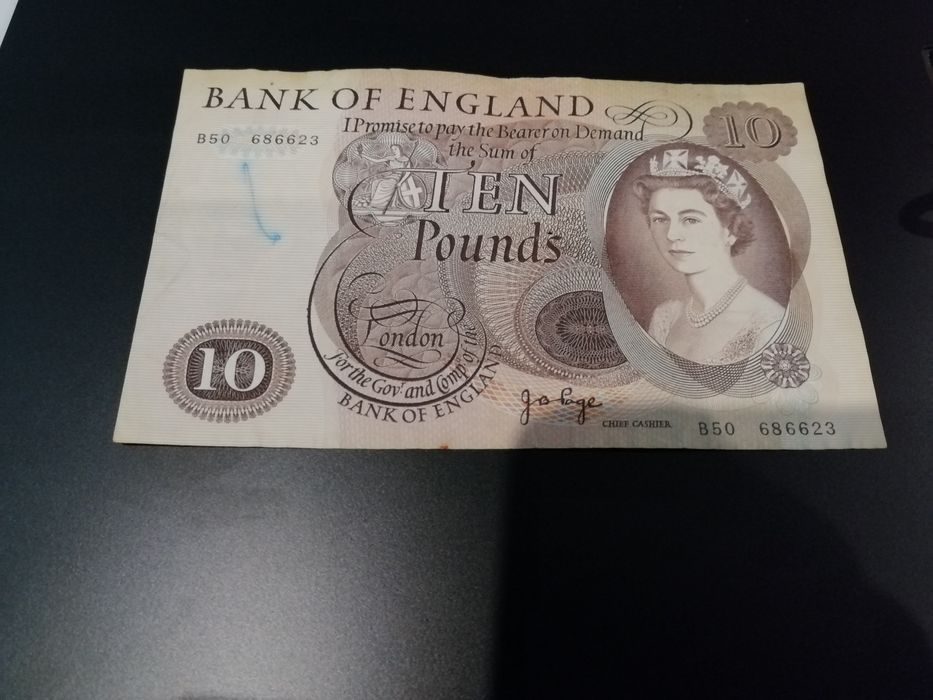 BANK OF ENGLAND
B50 686623
I Promise to pay the Bearer on Demand
the Sum of
10
TEN
Pounds
London
For the Govr. and Compa. of the
BANK OF ENGLAND
10
J B Page
CHIEF CASHIER
B50 686623